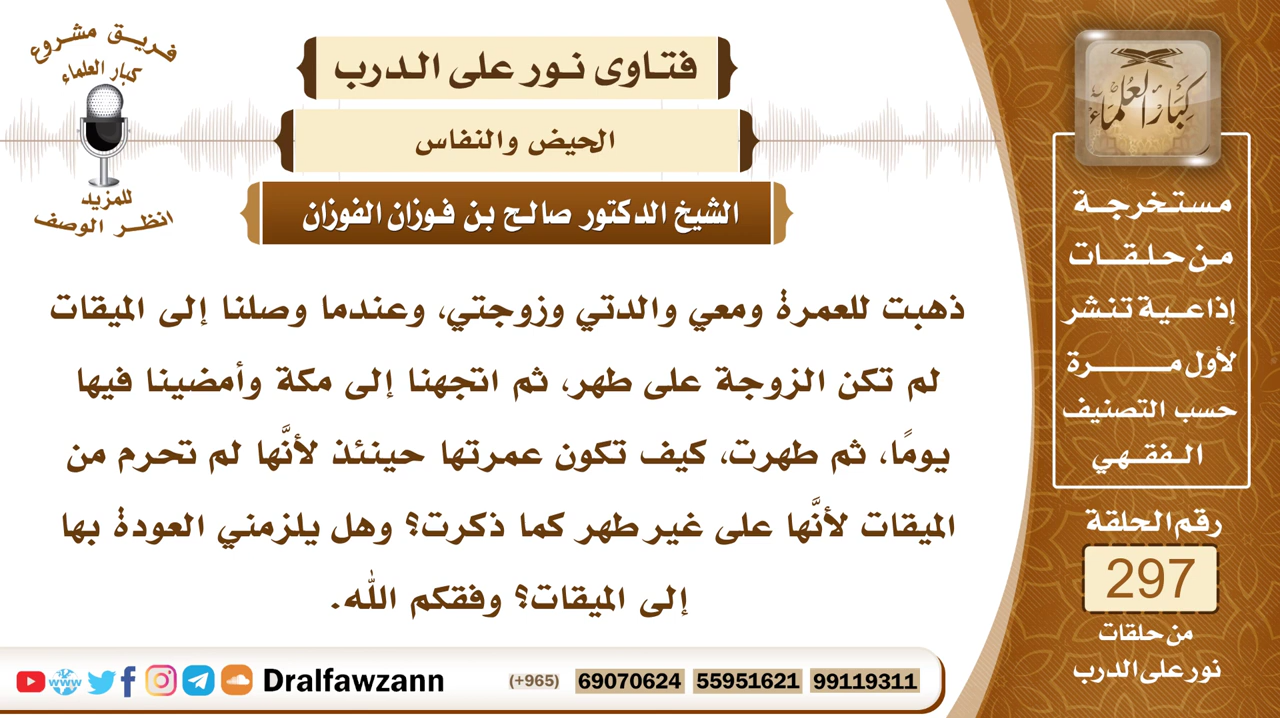 فريق مشروع
كبار العلماء
للمزيد
انظر الوصف
فتاوى نور على الدرب
الحيض والنفاس
الشيخ الدكتور صالح بن فوزان الفوزان
ذهبت للعمرة ومعي والدتي وزوجتي، وعندما وصلنا إلى الميقات
لم تكن الزوجة على طهر، ثم اتجهنا إلى مكة وأمضينا فيها
يومًا، ثم طهرت، كيف تكون عمرتها حينئذ لأنَّها لم تحرم من
الميقات لأنَّها على غير طهر كما ذكرت؟ وهل يلزمني العودة بها
إلى الميقات؟ وفقكم الله.
كبار العلماء
مستخرجة
من حلقات
إذاعية تنشر
لأول مرة
حسب التصنيف
الفقهي
رقم الحلقة
297
من حلقات
نور على الدرب
www
Dralfawzann
(+965) 69070624 55951621 99119311